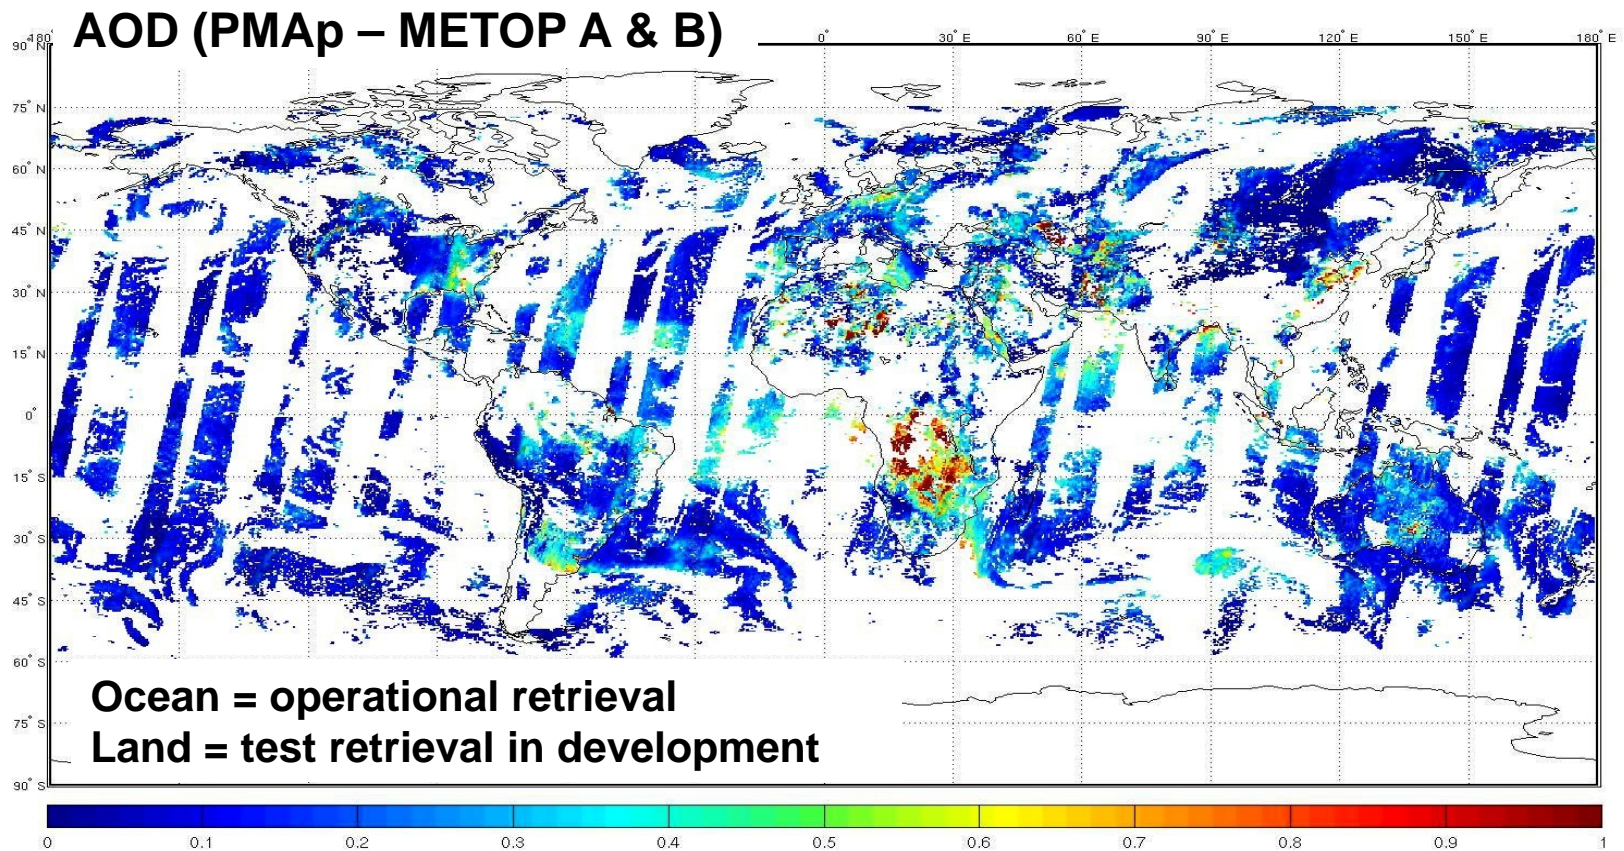 AOD (PMAp – METOP A & B)
180° 0° 30° E 60° E 90° E 120° E 150° E 180° E
90° N
75° N
60° N
45° N
30° N
15° N
0°
15° S
30° S
45° S
60° S
Ocean = operational retrieval
75° S
Land = test retrieval in development
90° S
0 0.1 0.2 0.3 0.4 0.5 0.6 0.7 0.8 0.9 1